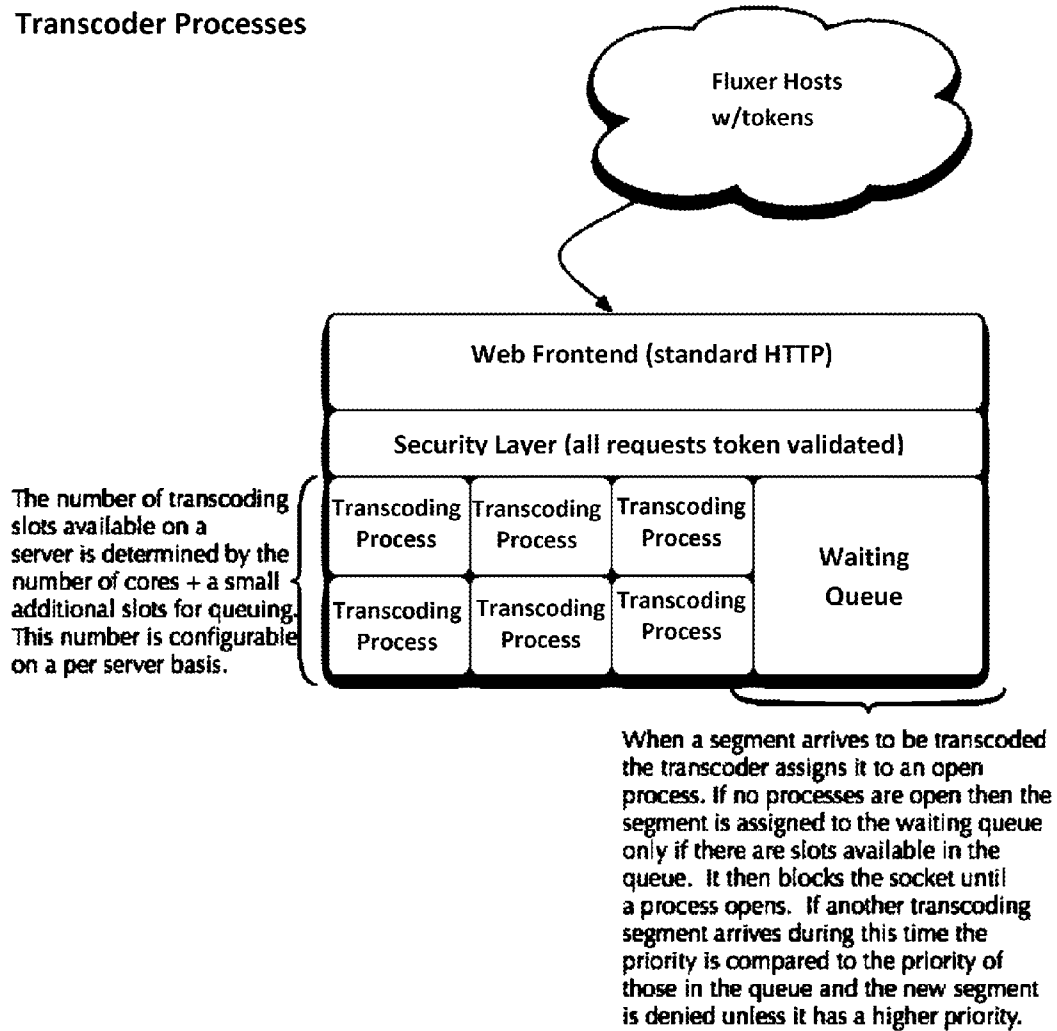 Transcoder Processes
Fluxer Hosts
w/tokens
Web Frontend (standard HTTP)
Security Layer (all requests token validated)
The number of transcoding
slots available on a
server is determined by the
number of cores + a small
additional slots for queuing.
This number is configurable
on a per server basis.
Transcoding
Process
Transcoding
Process
Transcoding
Process
Transcoding
Process
Transcoding
Process
Transcoding
Process
Waiting
Queue
When a segment arrives to be transcoded
the transcoder assigns it to an open
process. If no processes are open then the
segment is assigned to the waiting queue
only if there are slots available in the
queue. It then blocks the socket until
a process opens. If another transcoding
segment arrives during this time the
priority is compared to the priority of
those in the queue and the new segment
is denied unless it has a higher priority.